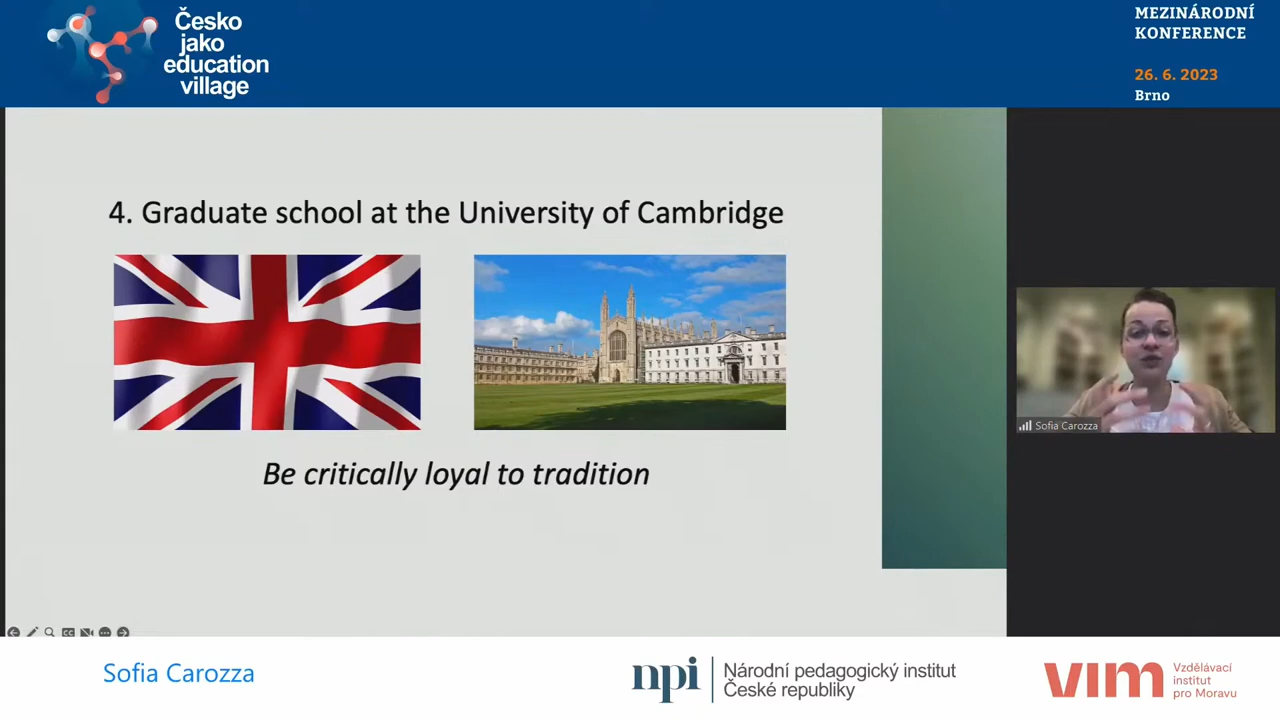 Česko
jako
education
village
MEZINÁRODNÍ
KONFERENCE
26. 6. 2023
Brno
4. Graduate school at the University of Cambridge
Be critically loyal to tradition
Sofia Carozza
CC
Sofia Carozza
npi
Národní pedagogický institut
České republiky
vim
Vzdělávací
institut
pro Moravu